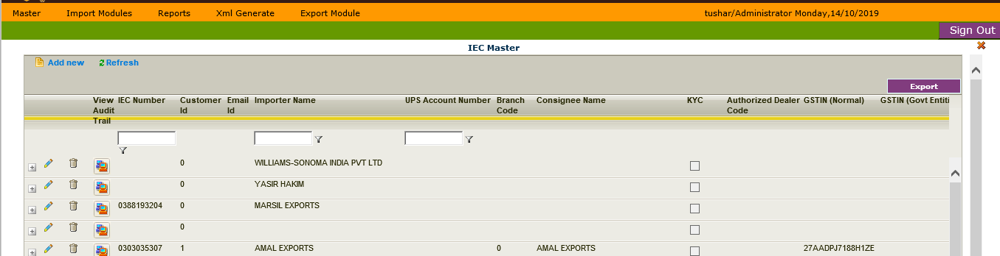 Master Import Modules Reports Xml Generate Export Module tushar/Administrator Monday,14/10/2019
Sign Out
IEC Master
Add new Refresh
Export
View IEC Number Customer Email Importer Name UPS Account Number Branch Consignee Name KYC Authorized Dealer GSTIN (Normal) GSTIN (Govt Entiti
Audit Id Id Code Code
Trail
0 WILLIAMS-SONOMA INDIA PVT LTD
0 YASIR HAKIM
0388193204 0 MARSIL EXPORTS
0
0303035307 1 AMAL EXPORTS 0 AMAL EXPORTS 27AADPJ7188H1ZE